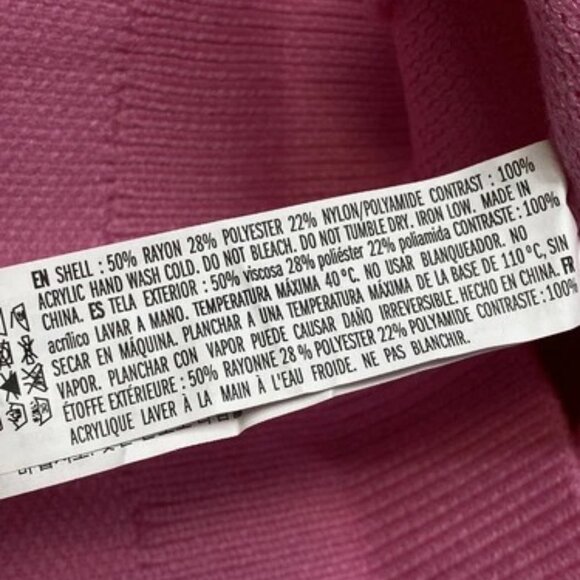 EN SHELL : 50% RAYON 28% POLYESTER 22% NYLON/POLYAMIDE CONTRAST : 100%
ACRYLIC HAND WASH COLD. DO NOT BLEACH. DO NOT TUMBLE DRY. IRON LOW. MADE IN
CHINA. ES TELA EXTERIOR : 50% viscosa 28% poliéster 22% poliamida CONTRASTE : 100%
acrílico LAVAR A MANO. TEMPERATURA MÁXIMA 40°C. NO USAR BLANQUEADOR. NO
SECAR EN MÁQUINA. PLANCHAR A UNA TEMPERATURA MÁXIMA DE LA BASE DE 110°C, SIN
VAPOR. PLANCHAR CON VAPOR PUEDE CAUSAR DAÑO IRREVERSIBLE. HECHO EN CHINA. FR
ÉTOFFE EXTÉRIEURE : 50% RAYONNE 28 % POLYESTER 22% POLYAMIDE CONTRASTE : 100%
ACRYLIQUE LAVER À LA MAIN À L'EAU FROIDE. NE PAS BLANCHIR.